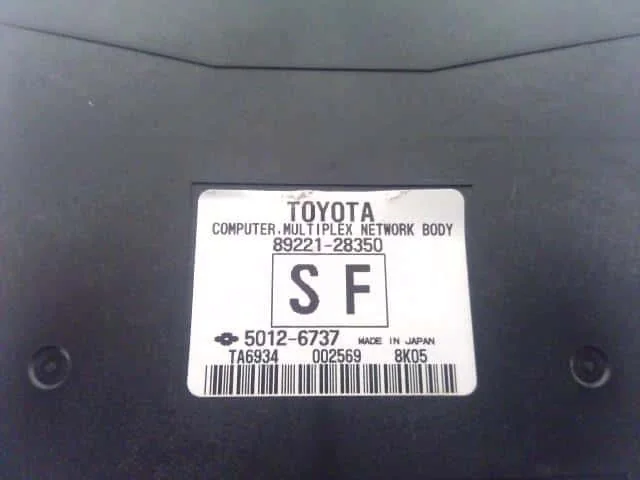 TOYOTA
COMPUTER, MULTIPLEX NETWORK BODY
89221-28350
S F
5012-6737 MADE IN JAPAN
TA6934 002569 8K05